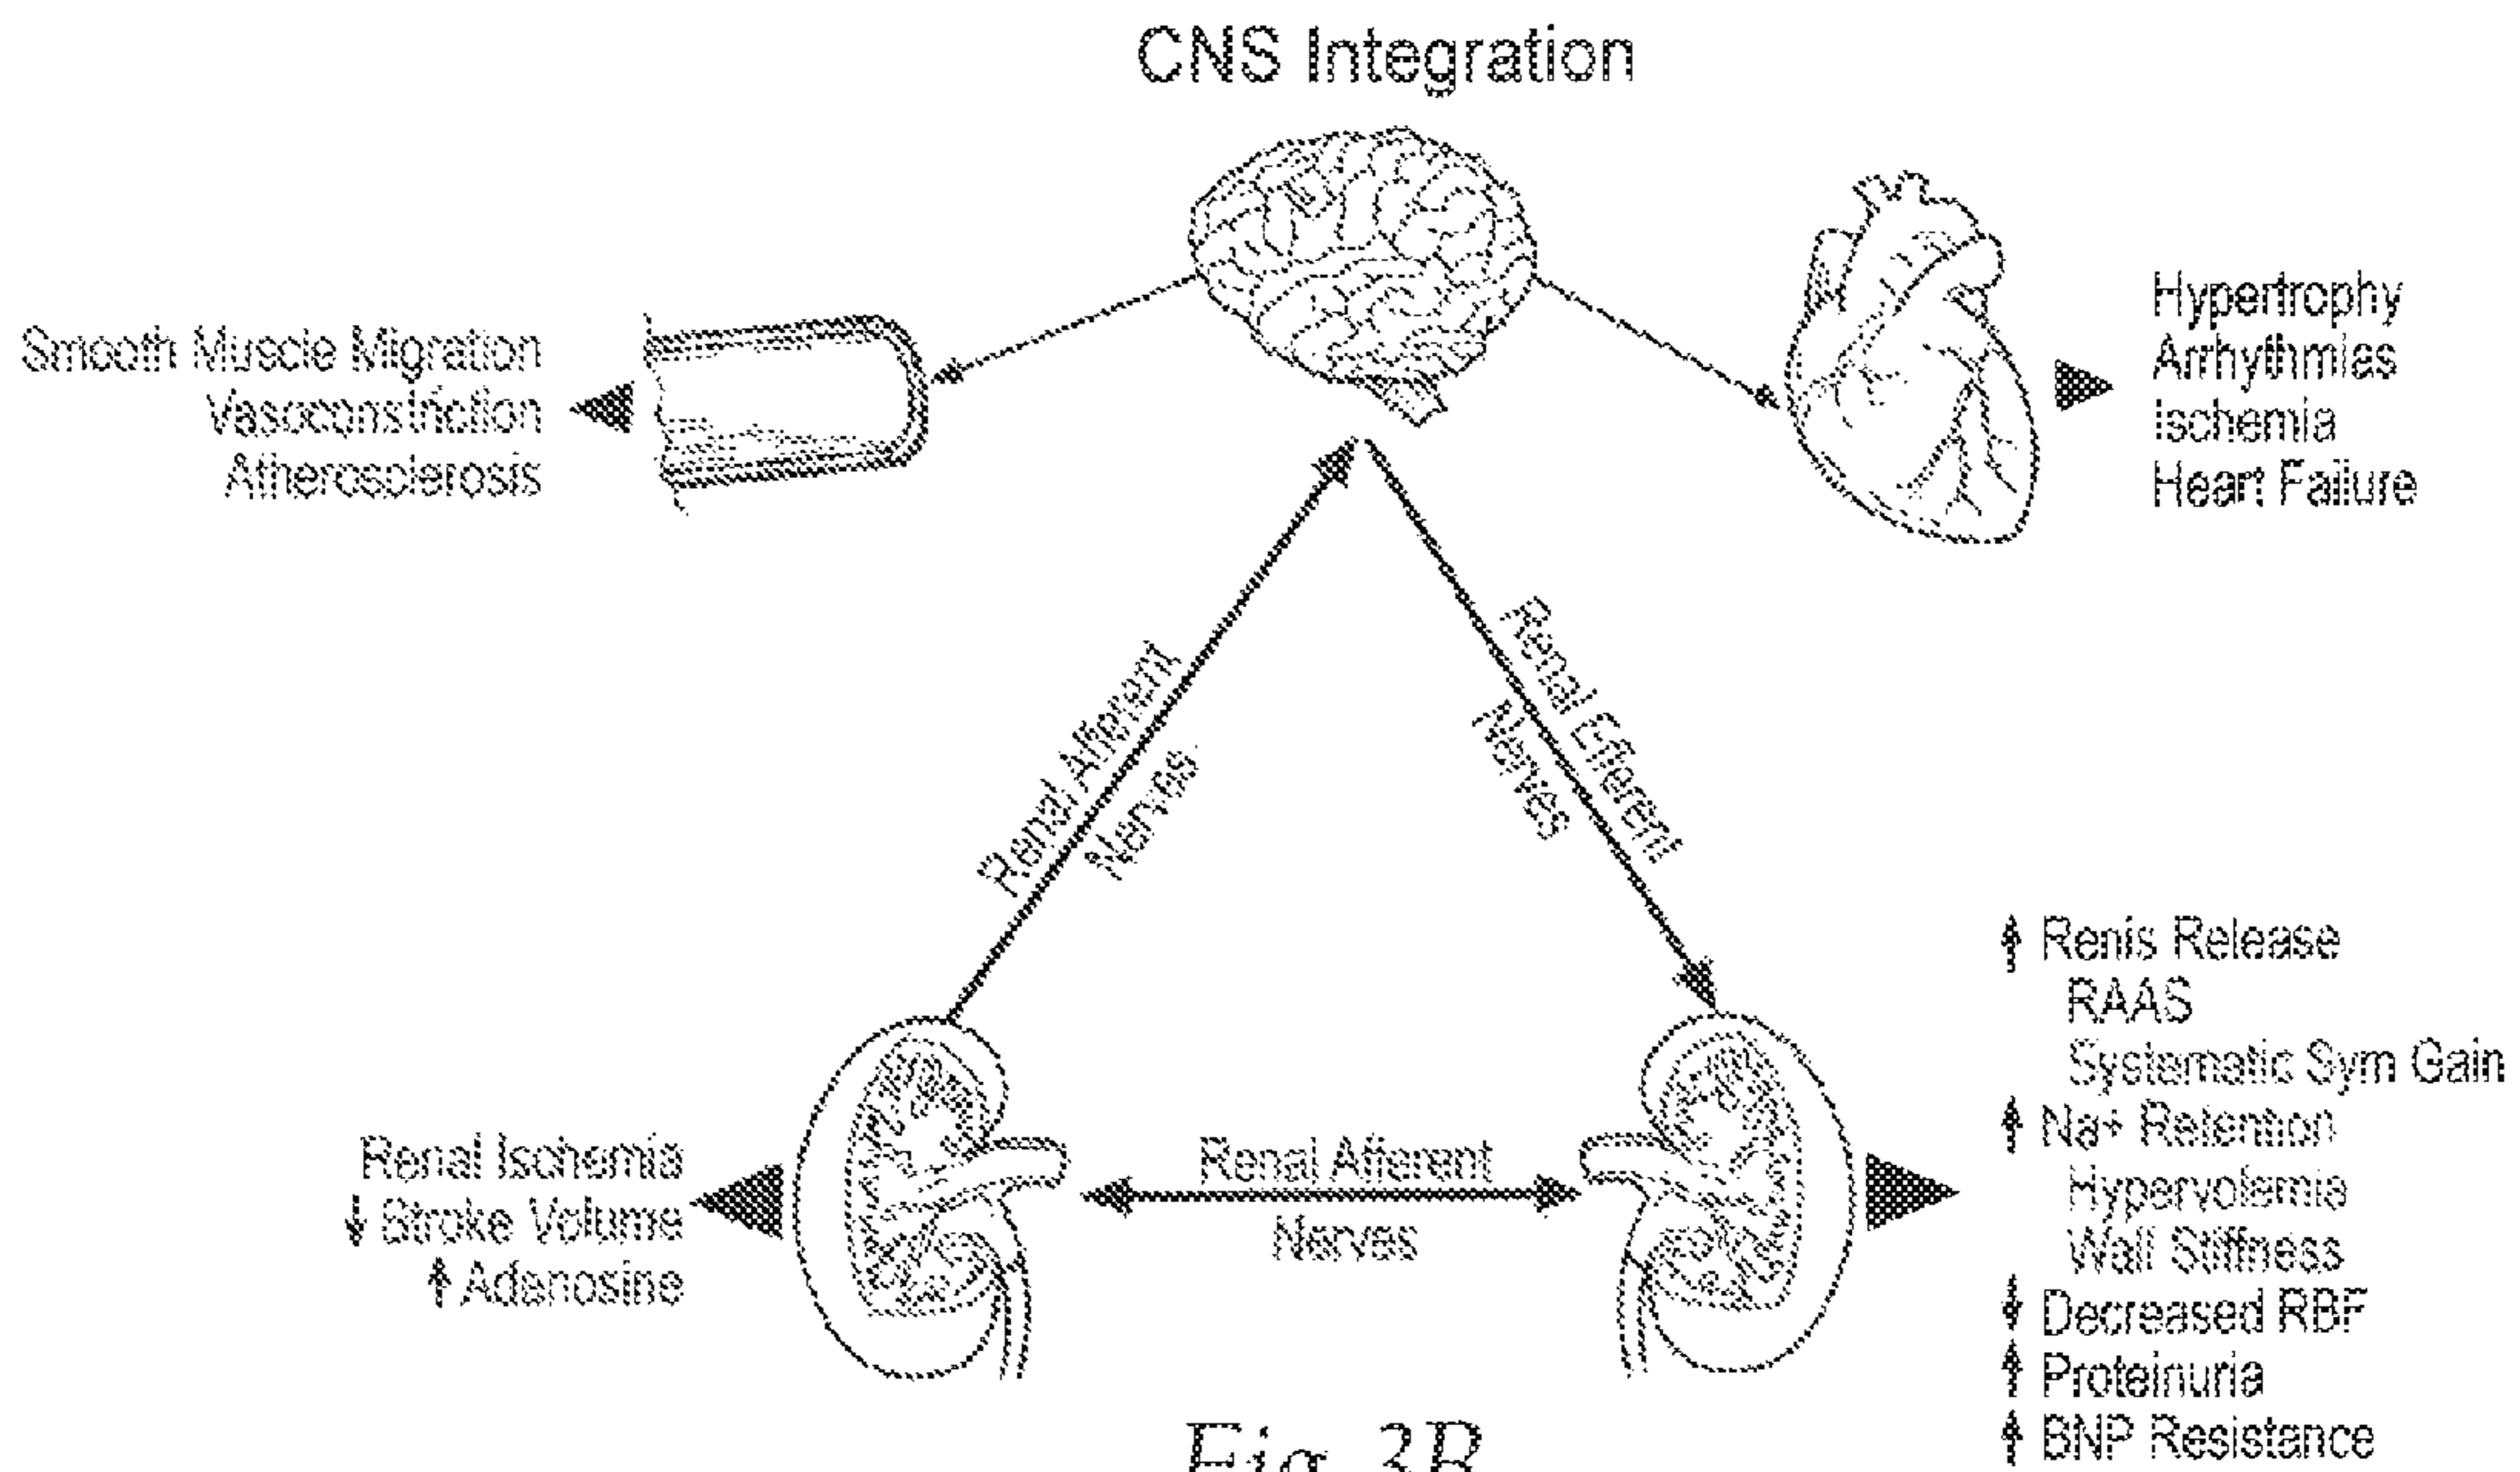 CNS Integration
Smooth Muscle Migration
Vasoconstriction
Atherosclerosis
Hypertrophy
Arrhythmias
Ischemia
Heart Failure
Renal Afferent
Nerves
Renal Efferent
Nerves
Renal Ischemia
↓ Stroke Volume
↑ Adenosine
Renal Afferent
Nerves
↑ Renis Release
RAAS
Systematic Sym Gain
↑ Na+ Retention
Hypervolemie
Wall Stiffness
↓ Decreased RBF
↑ Proteinuria
↑ BNP Resistance
Fig. 3B